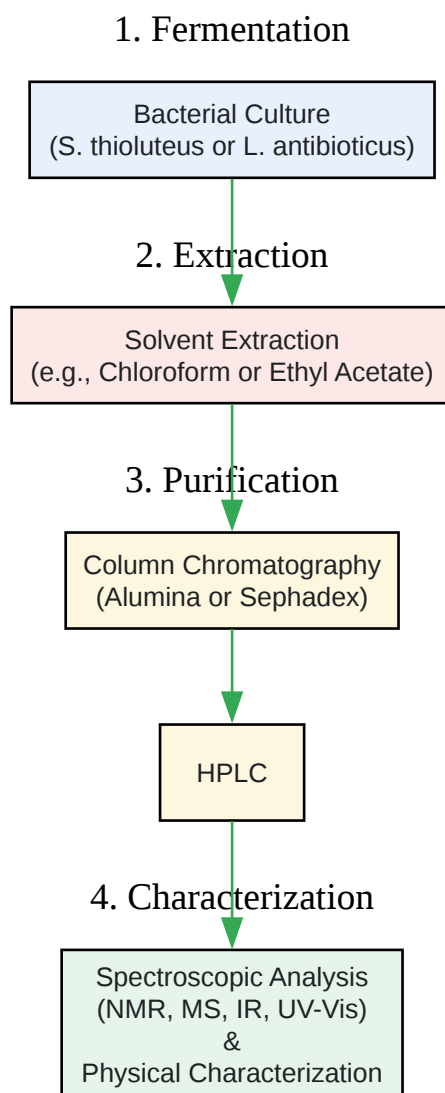 1. Fermentation
Bacterial Culture
(S. thioluteus or L. antibioticus)
2. Extraction
Solvent Extraction
(e.g., Chloroform or Ethyl Acetate)
3. Purification
Column Chromatography
(Alumina or Sephadex)
HPLC
4. Characterization
Spectroscopic Analysis
(NMR, MS, IR, UV-Vis)
&
Physical Characterization